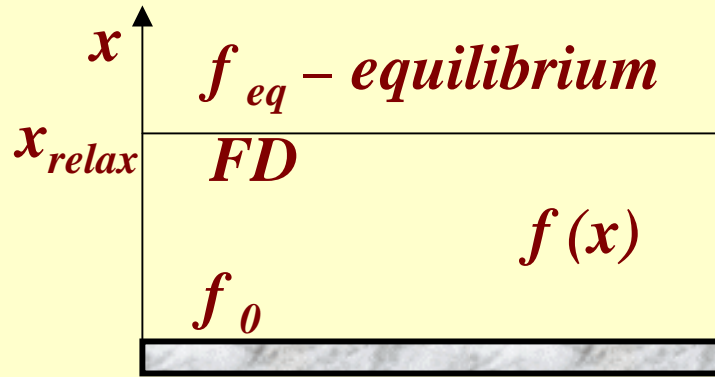 x
f eq – equilibrium
x relax
FD
f (x)
f 0